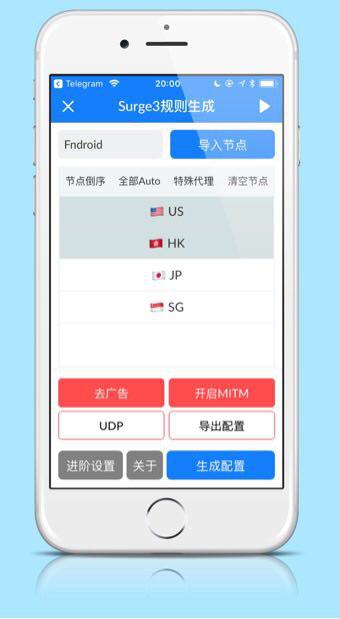 Telegram 20:00
Surge3规则生成
Fndroid 导入节点
节点倒序 全部Auto 特殊代理 清空节点
US
HK
JP
SG
去广告 开启MITM
UDP 导出配置
进阶设置 关于 生成配置